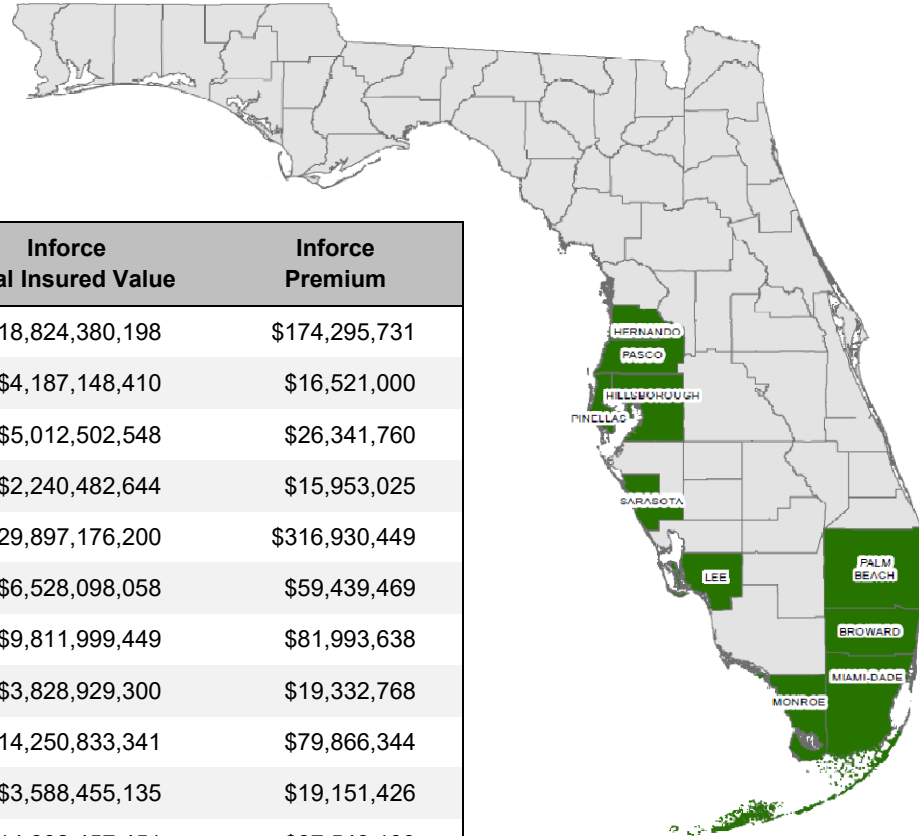 Inforce Inforce
al Insured Value Premium
18,824,380,198 $174,295,731
$4,187,148,410 $16,521,000
$5,012,502,548 $26,341,760
$2,240,482,644 $15,953,025
29,897,176,200 $316,930,449
$6,528,098,058 $59,439,469
$9,811,999,449 $81,993,638
$3,828,929,300 $19,332,768
14,250,833,341 $79,866,344
$3,588,455,135 $19,151,426
HERNANDO
PASCO
HILLSBOROUGH
PINELLAS
SARASOTA
LEE
PALM
BEACH
BROWARD
MIAMI-DADE
MONROE